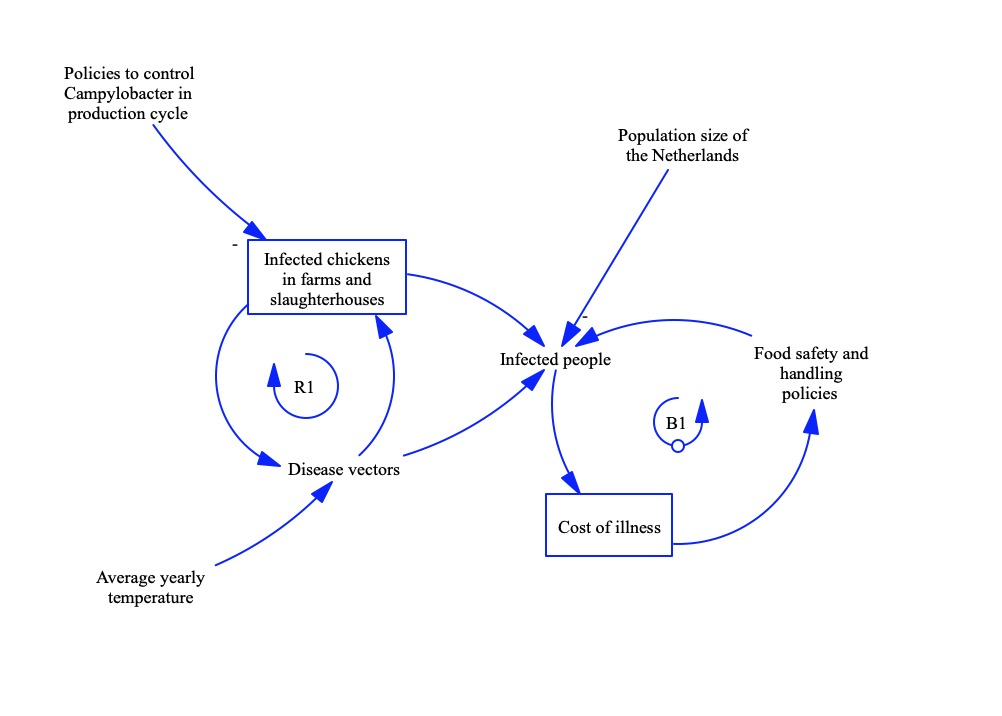 Policies to control
Campylobacter in
production cycle
Population size of
the Netherlands
-
Infected chickens
in farms and
slaughterhouses
-
Infected people
Food safety and
handling
policies
R1
B1
Disease vectors
Cost of illness
Average yearly
temperature